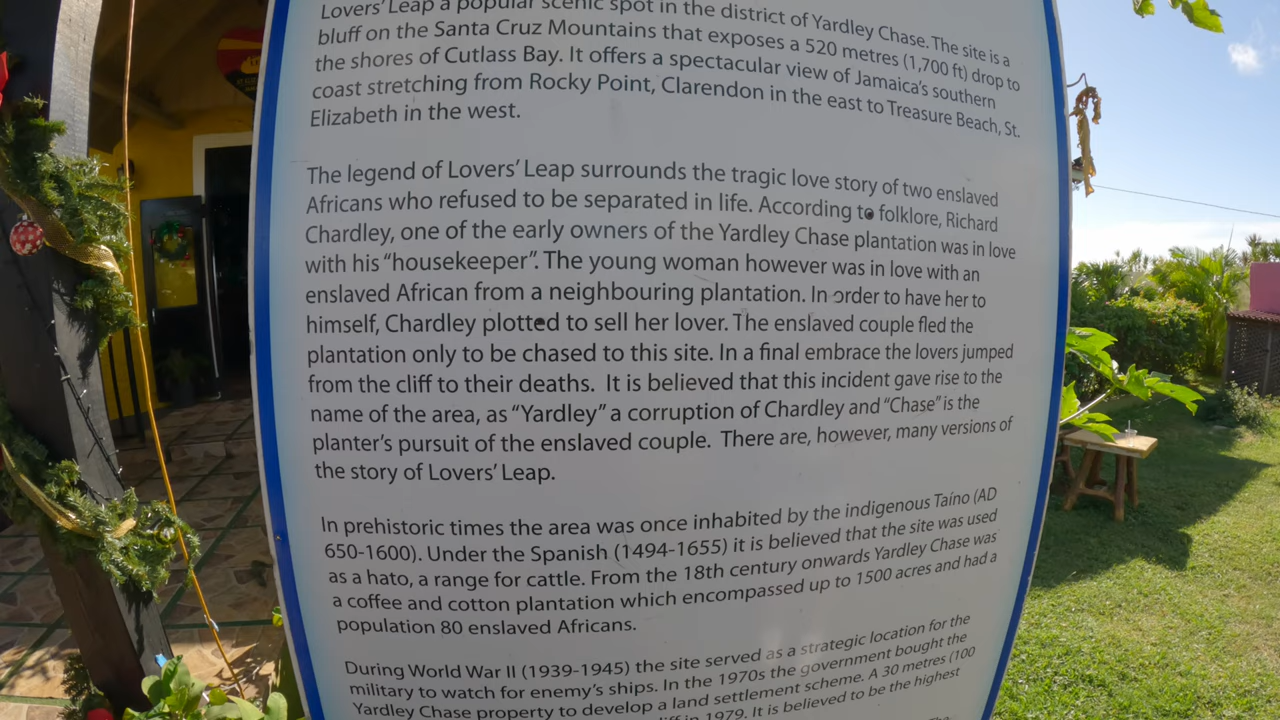 Lovers' Leap a popular scenic spot in the district of Yardley Chase. The site is a
bluff on the Santa Cruz Mountains that exposes a 520 metres (1,700 ft) drop to
the shores of Cutlass Bay. It offers a spectacular view of Jamaica's southern
coast stretching from Rocky Point, Clarendon in the east to Treasure Beach, St.
Elizabeth in the west.
The legend of Lovers' Leap surrounds the tragic love story of two enslaved
Africans who refused to be separated in life. According to folklore, Richard
Chardley, one of the early owners of the Yardley Chase plantation was in love
with his "housekeeper". The young woman however was in love with an
enslaved African from a neighbouring plantation. In order to have her to
himself, Chardley plotted to sell her lover. The enslaved couple fled the
plantation only to be chased to this site. In a final embrace the lovers jumped
from the cliff to their deaths. It is believed that this incident gave rise to the
name of the area, as "Yardley" a corruption of Chardley and "Chase" is the
planter's pursuit of the enslaved couple. There are, however, many versions of
the story of Lovers' Leap.
In prehistoric times the area was once inhabited by the indigenous Taíno (AD
650-1600). Under the Spanish (1494-1655) it is believed that the site was used
as a hato, a range for cattle. From the 18th century onwards Yardley Chase was
a coffee and cotton plantation which encompassed up to 1500 acres and had a
population 80 enslaved Africans.
During World War II (1939-1945) the site served as a strategic location for the
military to watch for enemy's ships. In the 1970s the government bought the
Yardley Chase property to develop a land settlement scheme. A 30 metres (100
in 1979. It is believed to be the highest
The